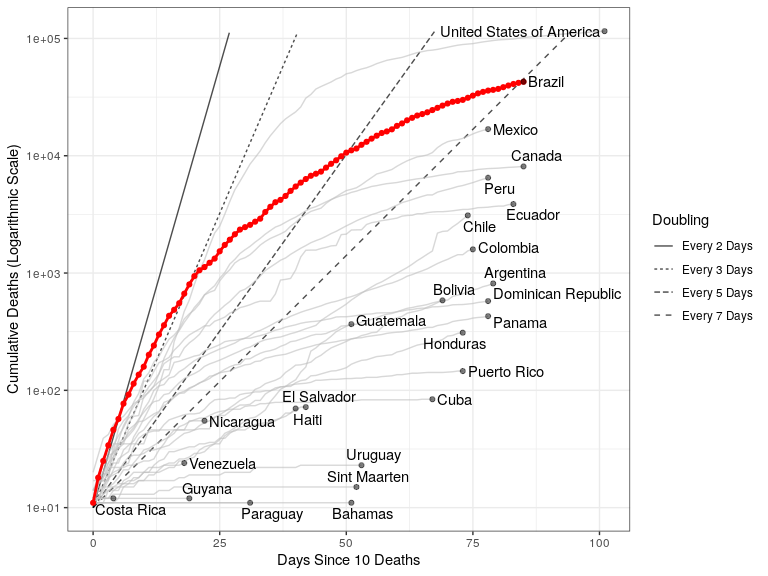 Cumulative Deaths (Logarithmic Scale)
1e+05
1e+04
1e+03
1e+02
1e+01
United States of America
Brazil
Mexico
Canada
Peru
Ecuador
Chile
Colombia
Argentina
Bolivia
Dominican Republic
Guatemala
Panama
Honduras
Puerto Rico
El Salvador
Cuba
Haiti
Nicaragua
Uruguay
Venezuela
Sint Maarten
Guyana
Costa Rica
Paraguay
Bahamas
0
25
50
75
100
Days Since 10 Deaths
Doubling
Every 2 Days
Every 3 Days
Every 5 Days
Every 7 Days